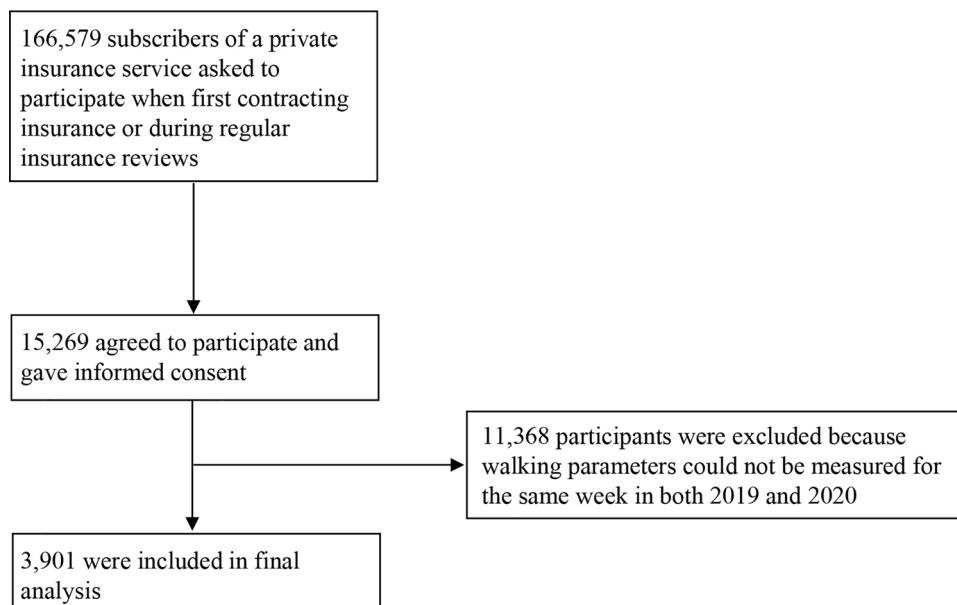 166,579 subscribers of a private
insurance service asked to
participate when first contracting
insurance or during regular
insurance reviews
15,269 agreed to participate and
gave informed consent
11,368 participants were excluded because
walking parameters could not be measured for
the same week in both 2019 and 2020
3,901 were included in final
analysis